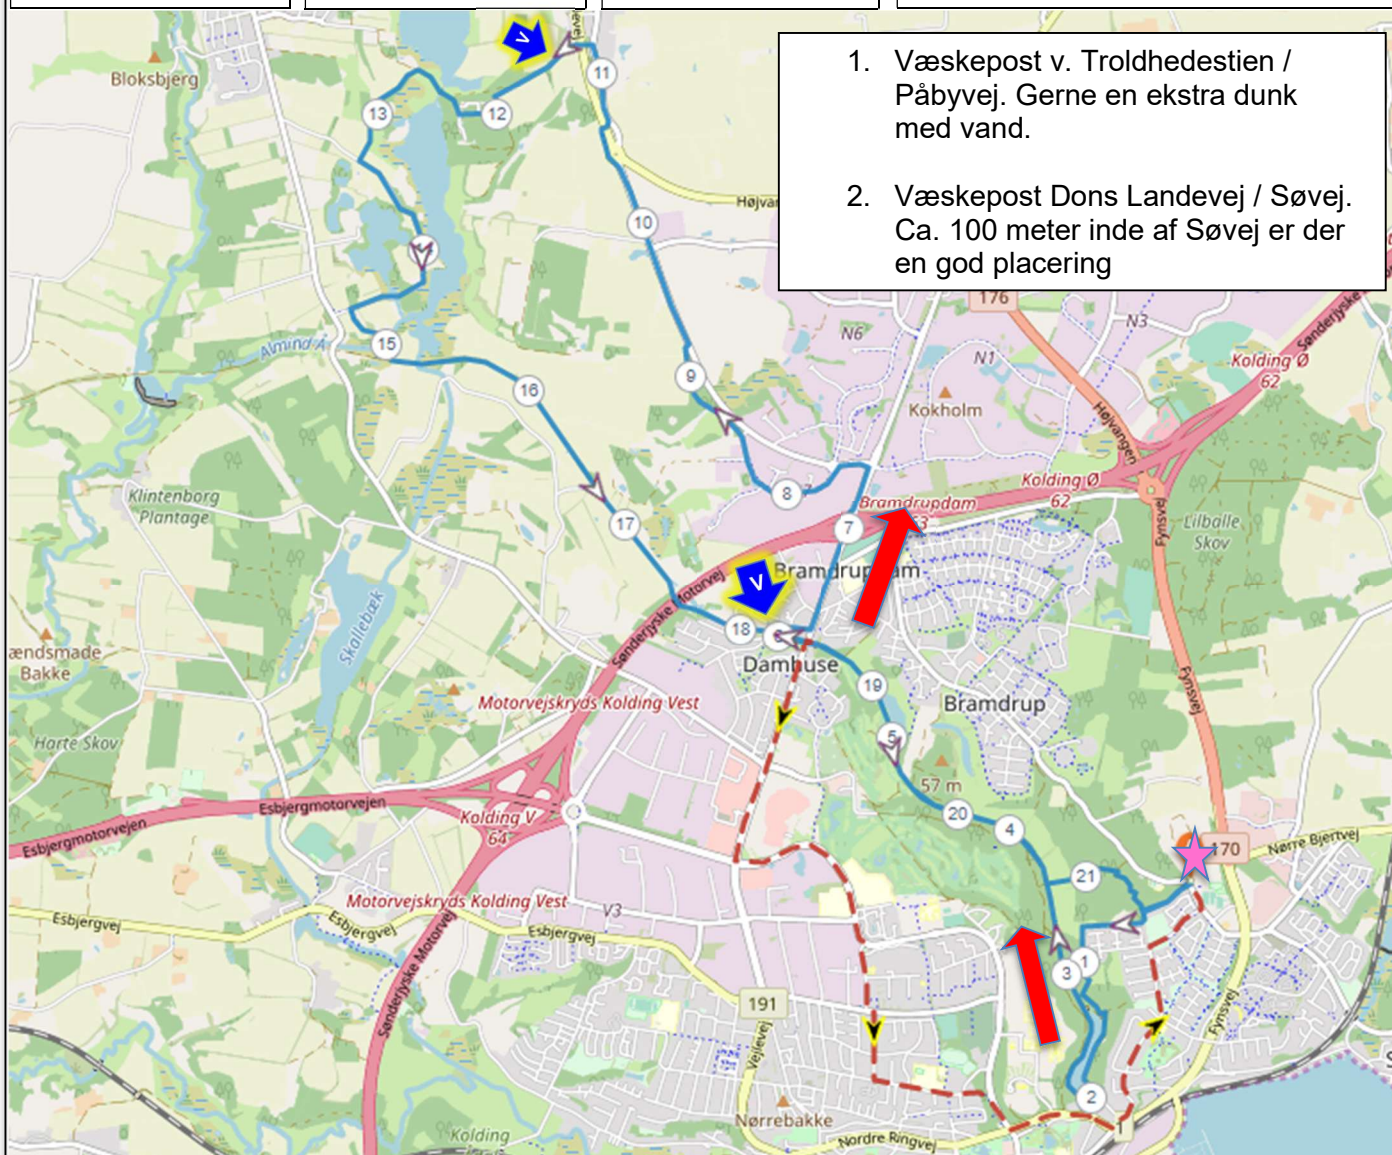 1. Væskepost v. Troldhedestien /
Påbyvej. Gerne en ekstra dunk
med vand.
2. Væskepost Dons Landevej / Søvej.
Ca. 100 meter inde af Søvej er der
en god placering
V
11
Bloksbjerg
13
12
10
176
N3
N6
Almind Å
15
N1
Kolding Ø
62
9
16
Kokholm
Højvangen
Sønderjyske
Klintenborg
Plantage
8
Kolding Ø
62
Bramdrupdam
17
7
Fynsvej
Lilballe
Skov
V
Bramdrupdam
Skallebæk
Sønderjyske Motorvej
18
Damhuse
19
Bramdrup
Motorvejskryds Kolding Vest
Fynsvej
5
Harte Skov
57 m
Esbjergmotorvejen
Esbjergmotorvejen
Kolding V
64
20
4
170
Nørre Bjertvej
21
Motorvejskryds Kolding Vest
V3
Esbjergvej
Esbjergvej
Esbjergvej
Sønderjyske Motorvej
3
1
191
Vejlevej
Fynsvej
2
Nørrebakke
Kolding
Nordre Ringvej